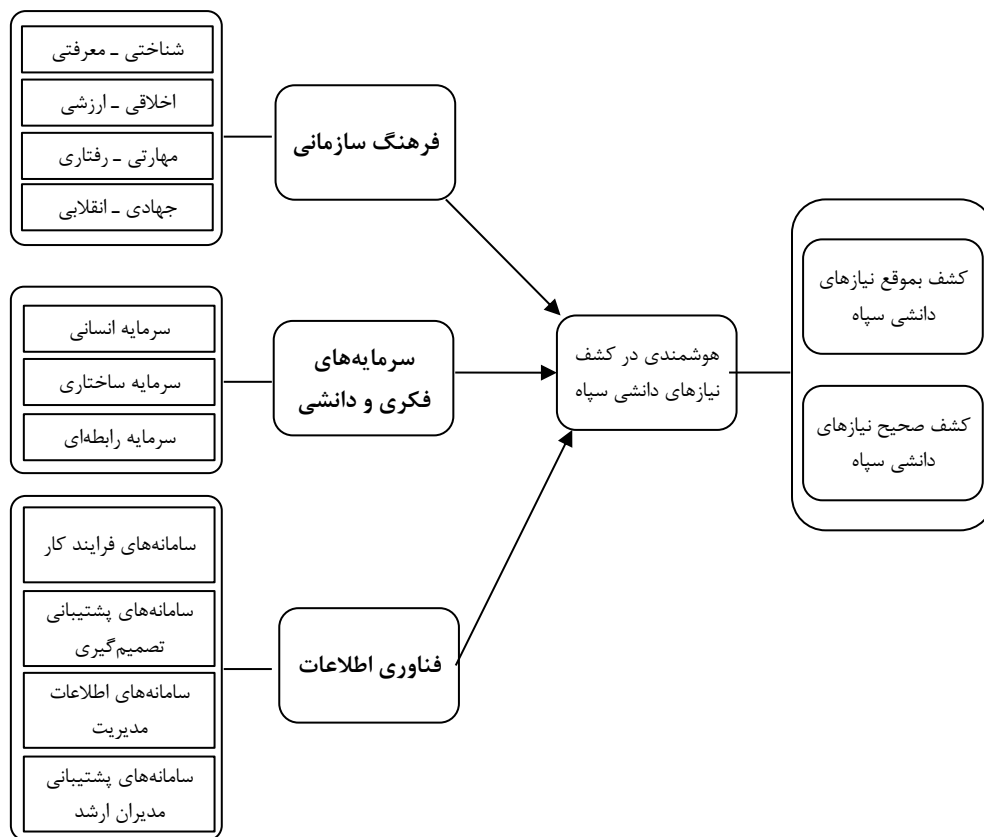 شناختی ـ معرفتی
اخلاقی ـ ارزشی
مهارتی ـ رفتاری
جهادی ـ انقلابی
فرهنگ سازمانی
سرمایه انسانی
سرمایه ساختاری
سرمایه رابطه‌ای
سرمایه‌های
فکری و دانشی
سامانه‌های فرایند کار
سامانه‌های پشتیبانی
تصمیم‌گیری
سامانه‌های اطلاعات
مدیریت
سامانه‌های پشتیبانی
مدیران ارشد
فناوری اطلاعات
هوشمندی در کشف
نیازهای دانشی سپاه
کشف بموقع نیازهای
دانشی سپاه
کشف صحیح نیازهای
دانشی سپاه